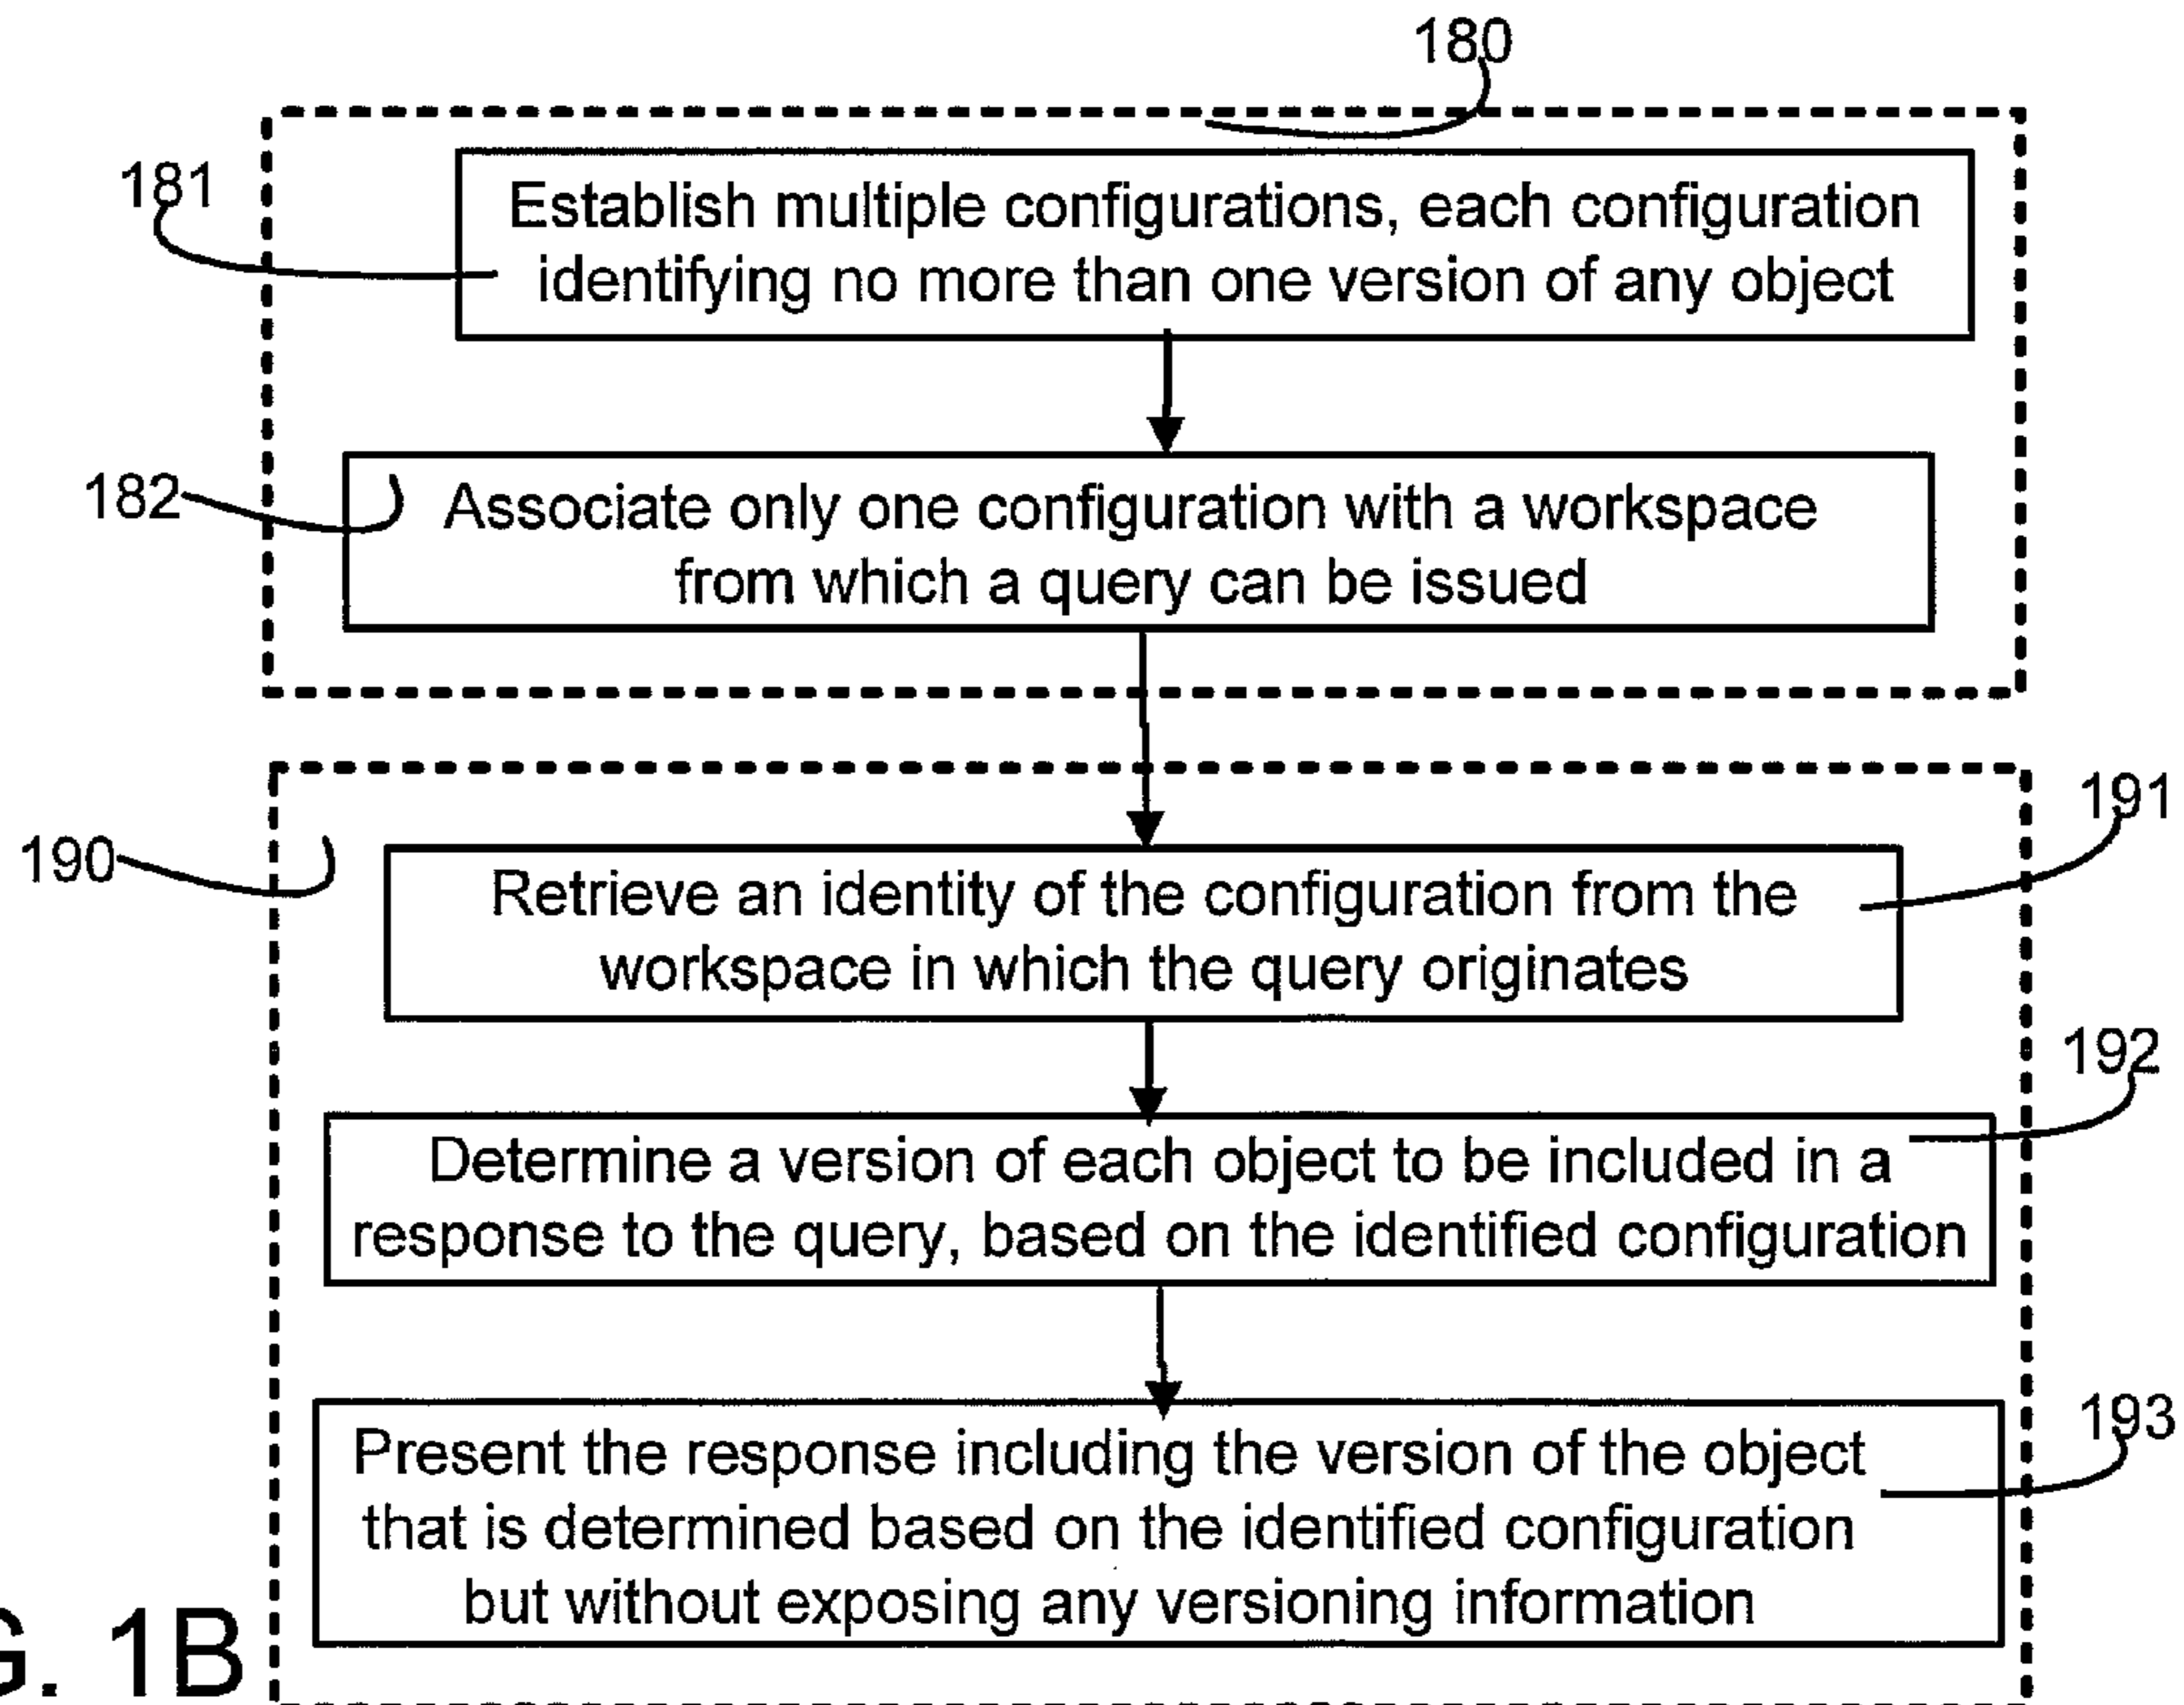 180
181
Establish multiple configurations, each configuration
identifying no more than one version of any object
182
Associate only one configuration with a workspace
from which a query can be issued
191
190
Retrieve an identity of the configuration from the
workspace in which the query originates
192
Determine a version of each object to be included in a
response to the query, based on the identified configuration
193
Present the response including the version of the object
that is determined based on the identified configuration
but without exposing any versioning information
G. 1B